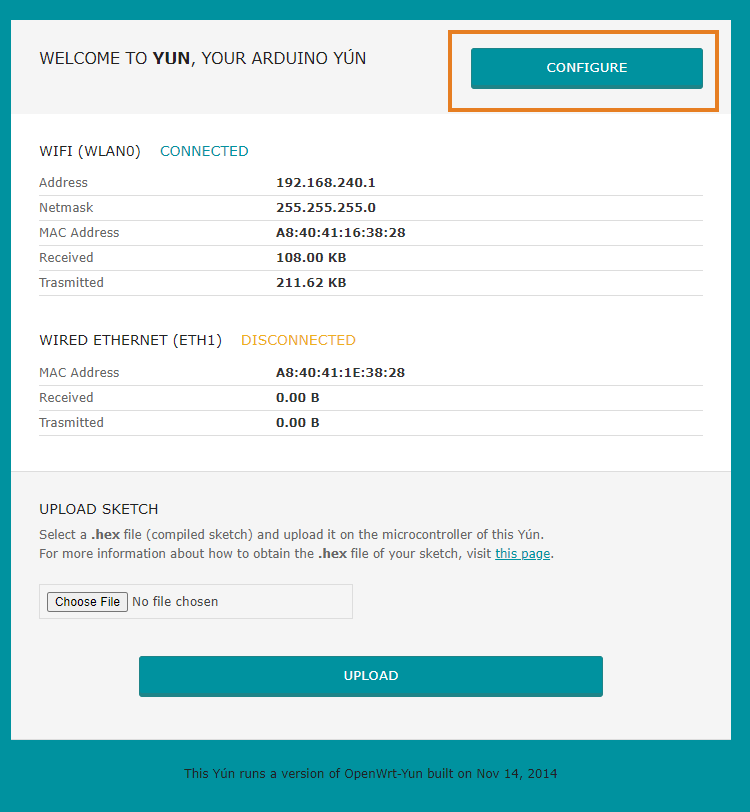 WELCOME TO YUN, YOUR ARDUINO YÚN
CONFIGURE
WIFI (WLAN0) CONNECTED
Address 192.168.240.1
Netmask 255.255.255.0
MAC Address A8:40:41:16:38:28
Received 108.00 KB
Trasmitted 211.62 KB
WIRED ETHERNET (ETH1) DISCONNECTED
MAC Address A8:40:41:1E:38:28
Received 0.00 B
Trasmitted 0.00 B
UPLOAD SKETCH
Select a .hex file (compiled sketch) and upload it on the microcontroller of this Yún.
For more information about how to obtain the .hex file of your sketch, visit this page.
Choose File No file chosen
UPLOAD
This Yún runs a version of OpenWrt-Yun built on Nov 14, 2014